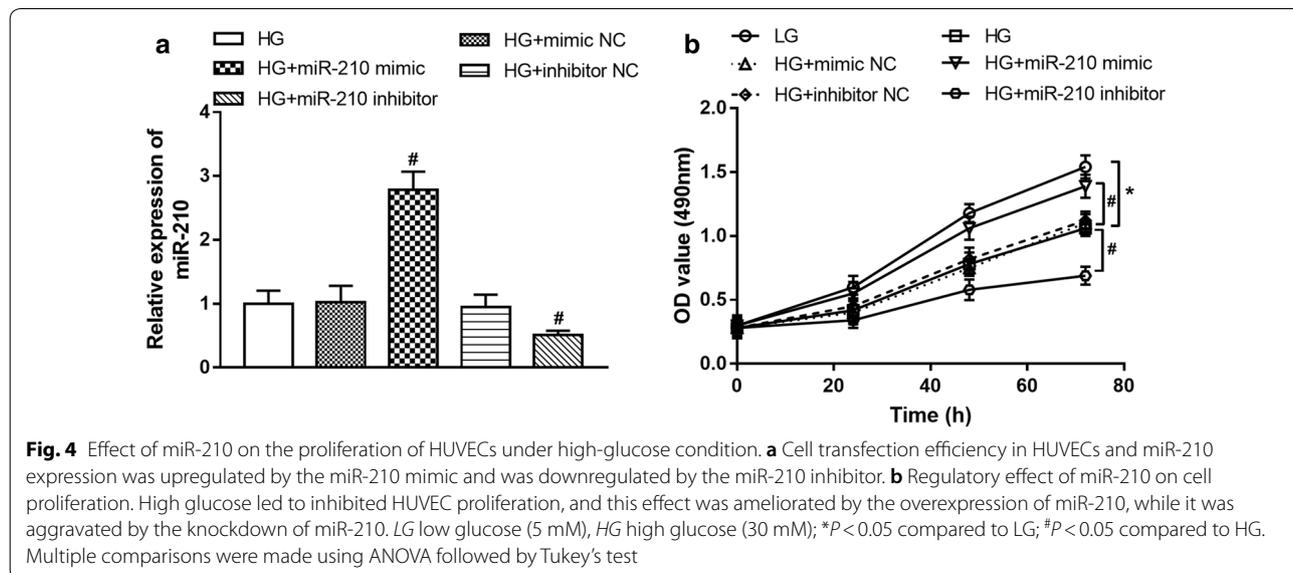 a
HG
HG+mimic NC
HG+miR-210 mimic
HG+inhibitor NC
HG+miR-210 inhibitor
Relative expression of
miR-210
4
3
2
1
0
#
#
b
LG
HG
HG+mimic NC
HG+miR-210 mimic
HG+inhibitor NC
HG+miR-210 inhibitor
OD value (490nm)
2.0
1.5
1.0
0.5
0.0
0
20
40
60
80
Time (h)
#
*
#
Fig. 4 Effect of miR-210 on the proliferation of HUVECs under high-glucose condition. a Cell transfection efficiency in HUVECs and miR-210
expression was upregulated by the miR-210 mimic and was downregulated by the miR-210 inhibitor. b Regulatory effect of miR-210 on cell
proliferation. High glucose led to inhibited HUVEC proliferation, and this effect was ameliorated by the overexpression of miR-210, while it was
aggravated by the knockdown of miR-210. LG low glucose (5 mM), HG high glucose (30 mM); *P < 0.05 compared to LG; #P < 0.05 compared to HG.
Multiple comparisons were made using ANOVA followed by Tukey's test